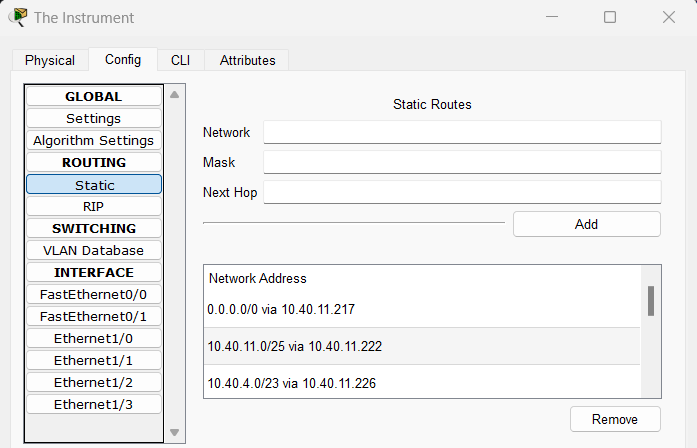 The Instrument
Physical
Config
CLI
Attributes
GLOBAL
Settings
Algorithm Settings
ROUTING
Static
RIP
SWITCHING
VLAN Database
INTERFACE
FastEthernet0/0
FastEthernet0/1
Ethernet1/0
Ethernet1/1
Ethernet1/2
Ethernet1/3
Static Routes
Network
Mask
Next Hop
Add
Network Address
0.0.0.0/0 via 10.40.11.217
10.40.11.0/25 via 10.40.11.222
10.40.4.0/23 via 10.40.11.226
Remove